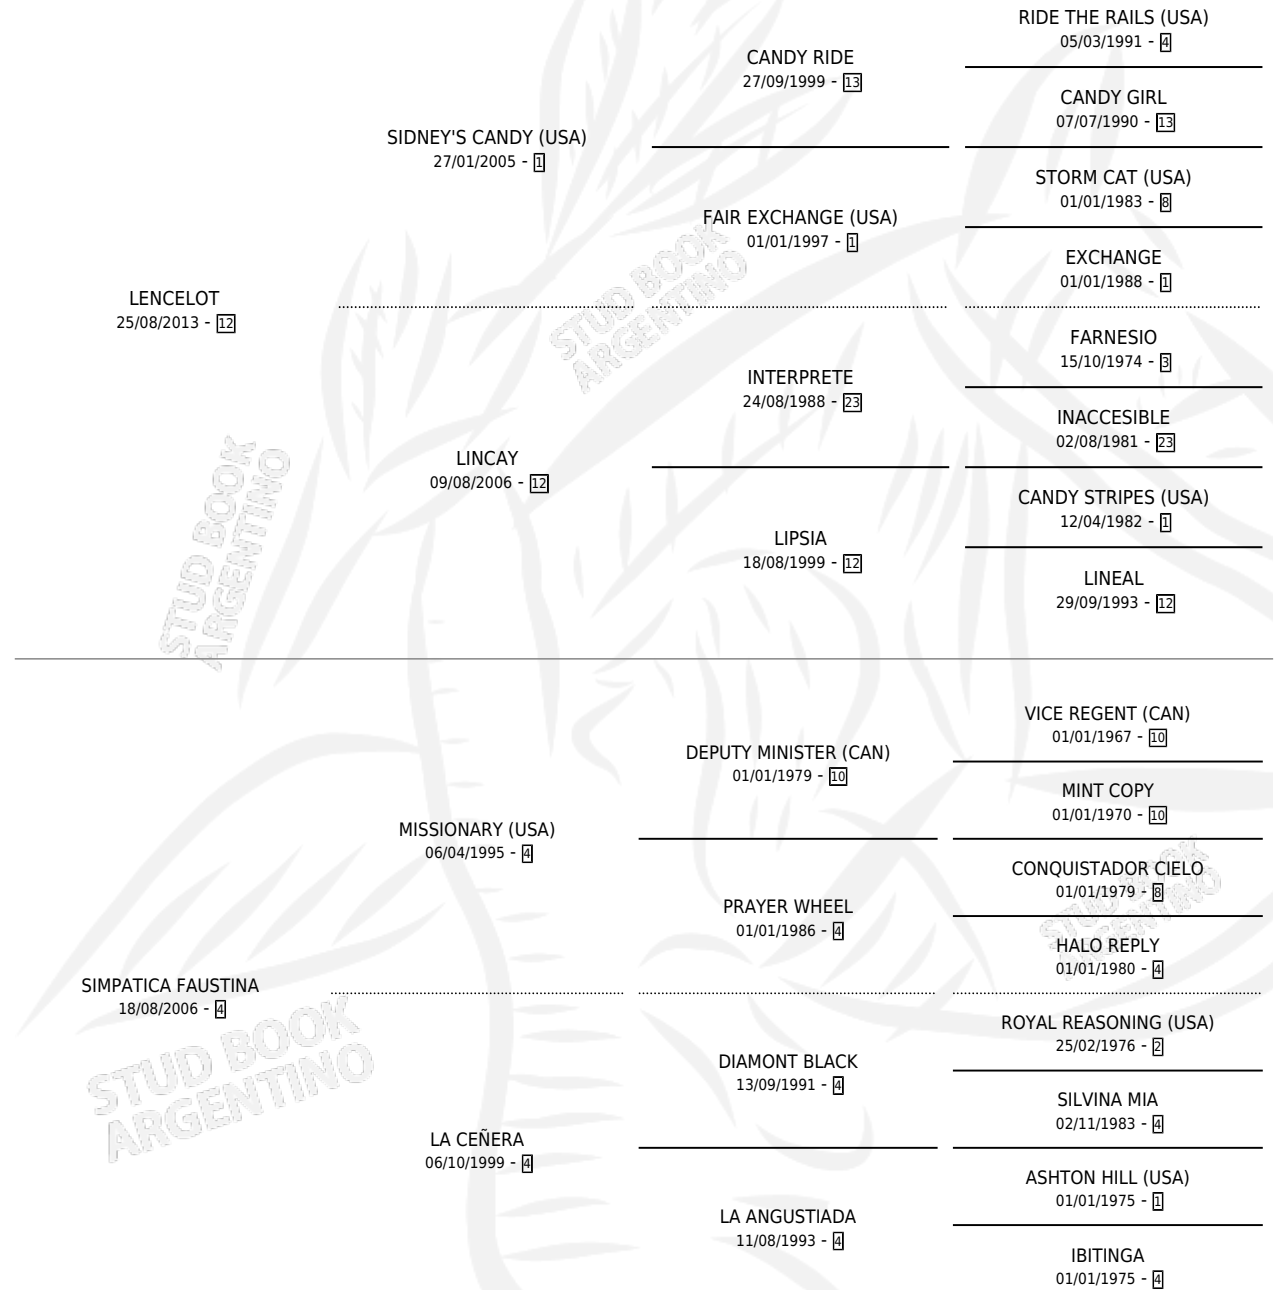 RIDE THE RAILS (USA)
05/03/1991 - 4
CANDY RIDE
27/09/1999 - 13
CANDY GIRL
07/07/1990 - 13
SIDNEY'S CANDY (USA)
27/01/2005 - 1
STORM CAT (USA)
01/01/1983 - 8
FAIR EXCHANGE (USA)
01/01/1997 - 1
EXCHANGE
01/01/1988 - 1
STUD BOOK
ARGENTINO
LENCELOT
25/08/2013 - 12
FARNESIO
15/10/1974 - 3
INTERPRETE
24/08/1988 - 23
INACCESIBLE
02/08/1981 - 23
LINCAY
09/08/2006 - 12
CANDY STRIPES (USA)
12/04/1982 - 1
LIPSIA
18/08/1999 - 12
LINEAL
29/09/1993 - 12
STUD BOOK
ARGENTINO
VICE REGENT (CAN)
01/01/1967 - 10
DEPUTY MINISTER (CAN)
01/01/1979 - 10
MINT COPY
01/01/1970 - 10
MISSIONARY (USA)
06/04/1995 - 4
CONQUISTADOR CIELO
01/01/1979 - 8
PRAYER WHEEL
01/01/1986 - 4
STUD BOOK
ARGENTINO
HALO REPLY
01/01/1980 - 4
SIMPATICA FAUSTINA
18/08/2006 - 4
ROYAL REASONING (USA)
25/02/1976 - 2
STUD BOOK
ARGENTINO
DIAMONT BLACK
13/09/1991 - 4
SILVINA MIA
02/11/1983 - 4
LA CEÑERA
06/10/1999 - 4
ASHTON HILL (USA)
01/01/1975 - 1
LA ANGUSTIADA
11/08/1993 - 4
IBITINGA
01/01/1975 - 4